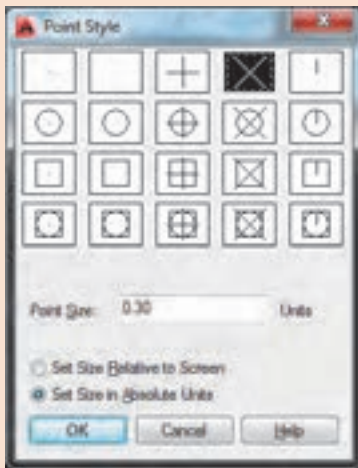 Point Style
Point Size: 0.30 Units
Set Size Relative to Screen
Set Size in Absolute Units
OK Cancel Help